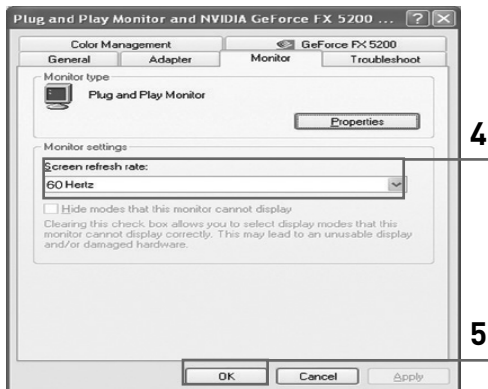 Plug and Play Monitor and NVIDIA GeForce FX 5200 ...
Color Management
GeForce FX 5200
General
Adapter
Monitor
Troubleshoot
Monitor type
Plug and Play Monitor
Properties
4
Monitor settings
Screen refresh rate:
60 Hertz
Hide modes that this monitor cannot display
Clearing this check box allows you to select display modes that this
monitor cannot display correctly. This may lead to an unusable display
and/or damaged hardware.
5
OK
Cancel
Apply